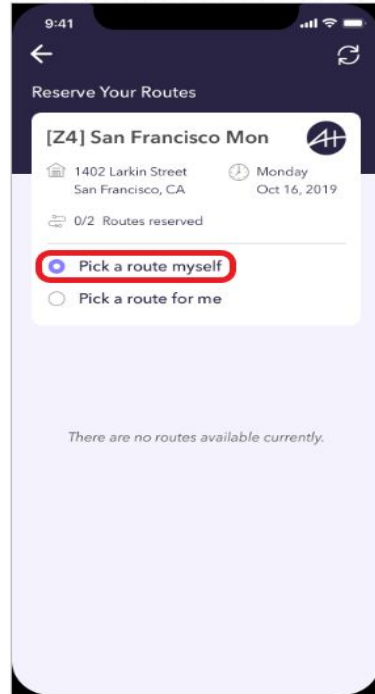 9:41
Reserve Your Routes
[Z4] San Francisco Mon
1402 Larkin Street
San Francisco, CA
Monday
Oct 16, 2019
0/2 Routes reserved
Pick a route myself
Pick a route for me
There are no routes available currently.